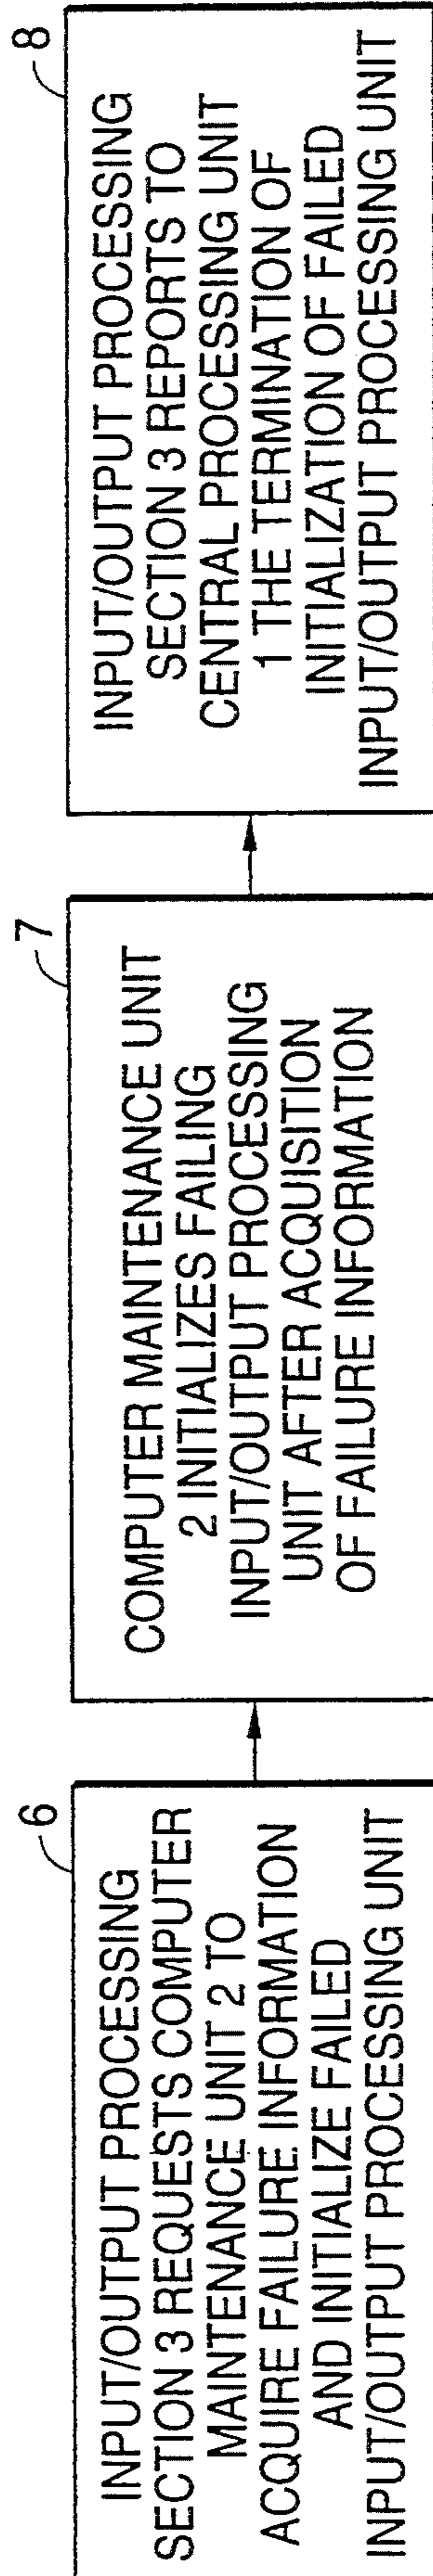 6
INPUT/OUTPUT PROCESSING
SECTION 3 REQUESTS COMPUTER
MAINTENANCE UNIT 2 TO
ACQUIRE FAILURE INFORMATION
AND INITIALIZE FAILED
INPUT/OUTPUT PROCESSING UNIT
7
COMPUTER MAINTENANCE UNIT
2 INITIALIZES FAILING
INPUT/OUTPUT PROCESSING
UNIT AFTER ACQUISITION
OF FAILURE INFORMATION
8
INPUT/OUTPUT PROCESSING
SECTION 3 REPORTS TO
CENTRAL PROCESSING UNIT
1 THE TERMINATION OF
INITIALIZATION OF FAILED
INPUT/OUTPUT PROCESSING UNIT